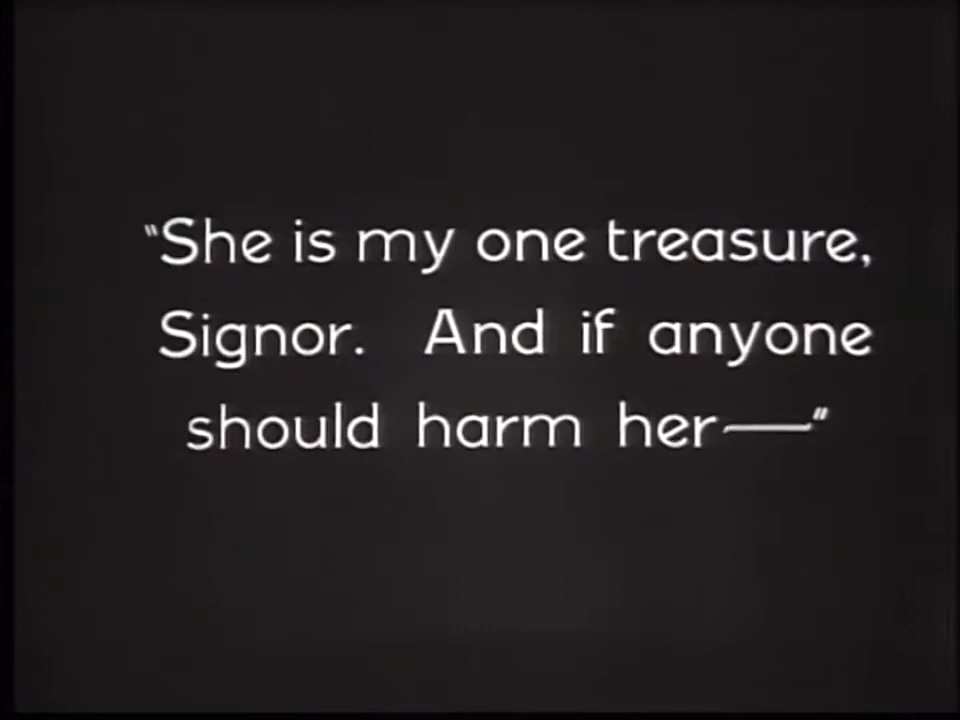 "She is my one treasure,
Signor. And if anyone
should harm her——"